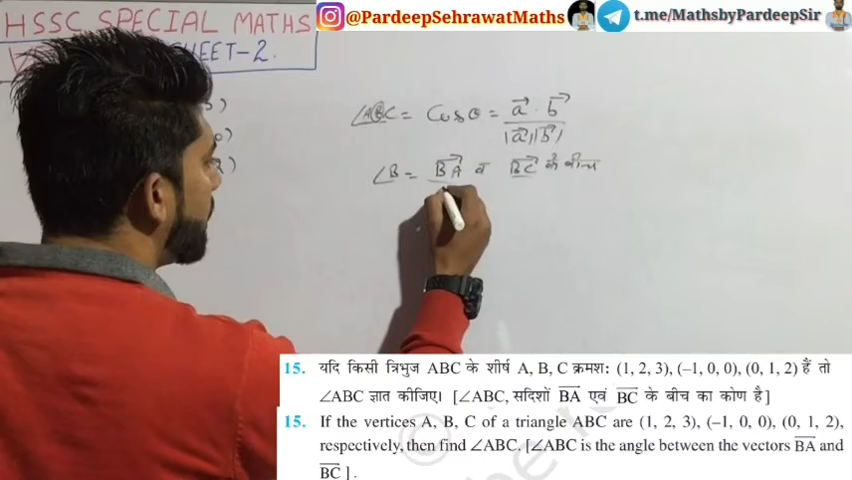 @PardeepSehrawatMaths t.me/MathsbyPardeepSir
HSSC SPECIAL MATHS
SHEET-2.
∠ABC = Cosθ = a⃗ · b⃗ / |a⃗||b⃗|
∠B = BA⃗ व BC⃗ के बीच
15. यदि किसी त्रिभुज ABC के शीर्ष A, B, C क्रमश: (1, 2, 3), (–1, 0, 0), (0, 1, 2) हैं तो
∠ABC ज्ञात कीजिए। [∠ABC, सदिशों BA⃗ एवं BC⃗ के बीच का कोण है]
15. If the vertices A, B, C of a triangle ABC are (1, 2, 3), (–1, 0, 0), (0, 1, 2),
respectively, then find ∠ABC. [∠ABC is the angle between the vectors BA⃗ and
BC⃗ ].